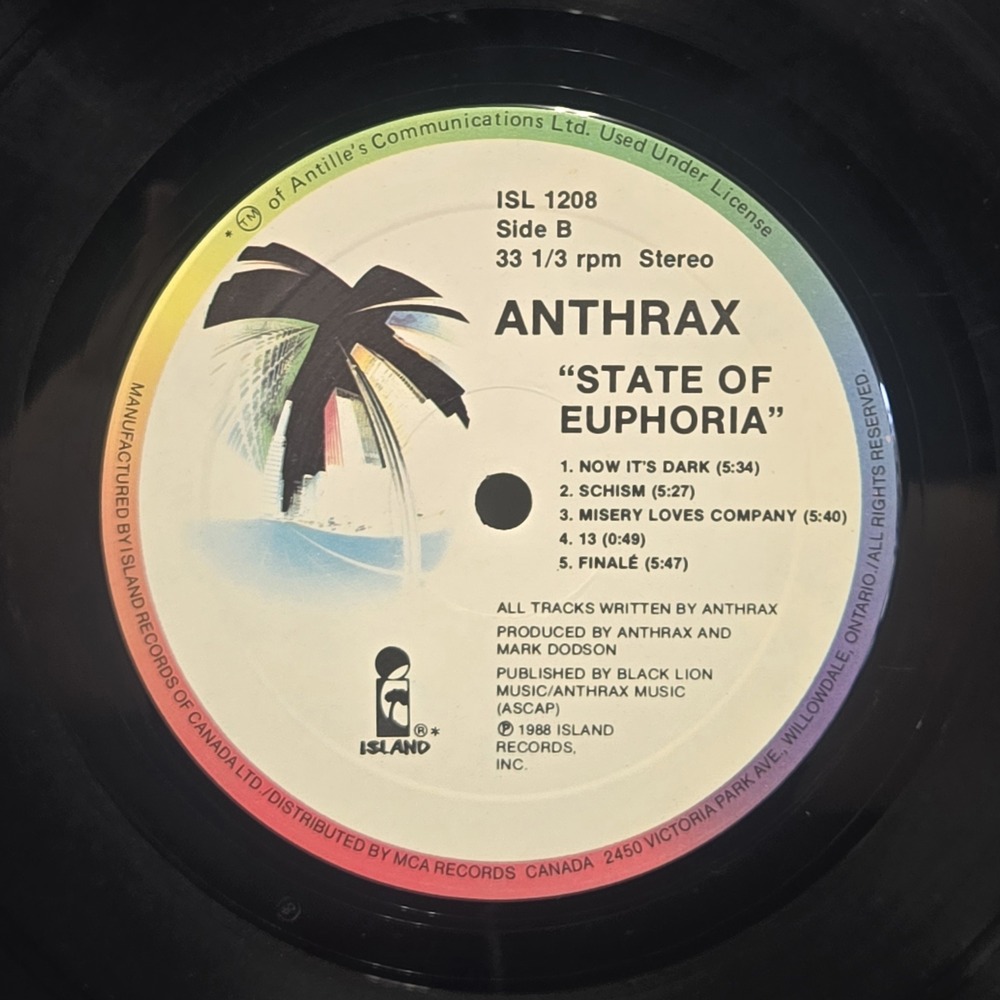 * ™ of Antille's Communications Ltd. Used Under License
ISL 1208
Side B
33 1/3 rpm Stereo
ANTHRAX
“STATE OF
EUPHORIA”
1. NOW IT'S DARK (5:34)
2. SCHISM (5:27)
3. MISERY LOVES COMPANY (5:40)
4. 13 (0:49)
5. FINALÉ (5:47)
ALL TRACKS WRITTEN BY ANTHRAX
PRODUCED BY ANTHRAX AND
MARK DODSON
PUBLISHED BY BLACK LION
MUSIC/ANTHRAX MUSIC
(ASCAP)
℗ 1988 ISLAND
RECORDS,
INC.
®*
ISLAND
MANUFACTURED BY ISLAND RECORDS OF CANADA LTD./DISTRIBUTED BY MCA RECORDS CANADA 2450 VICTORIA PARK AVE., WILLOWDALE, ONTARIO./ALL RIGHTS RESERVED.